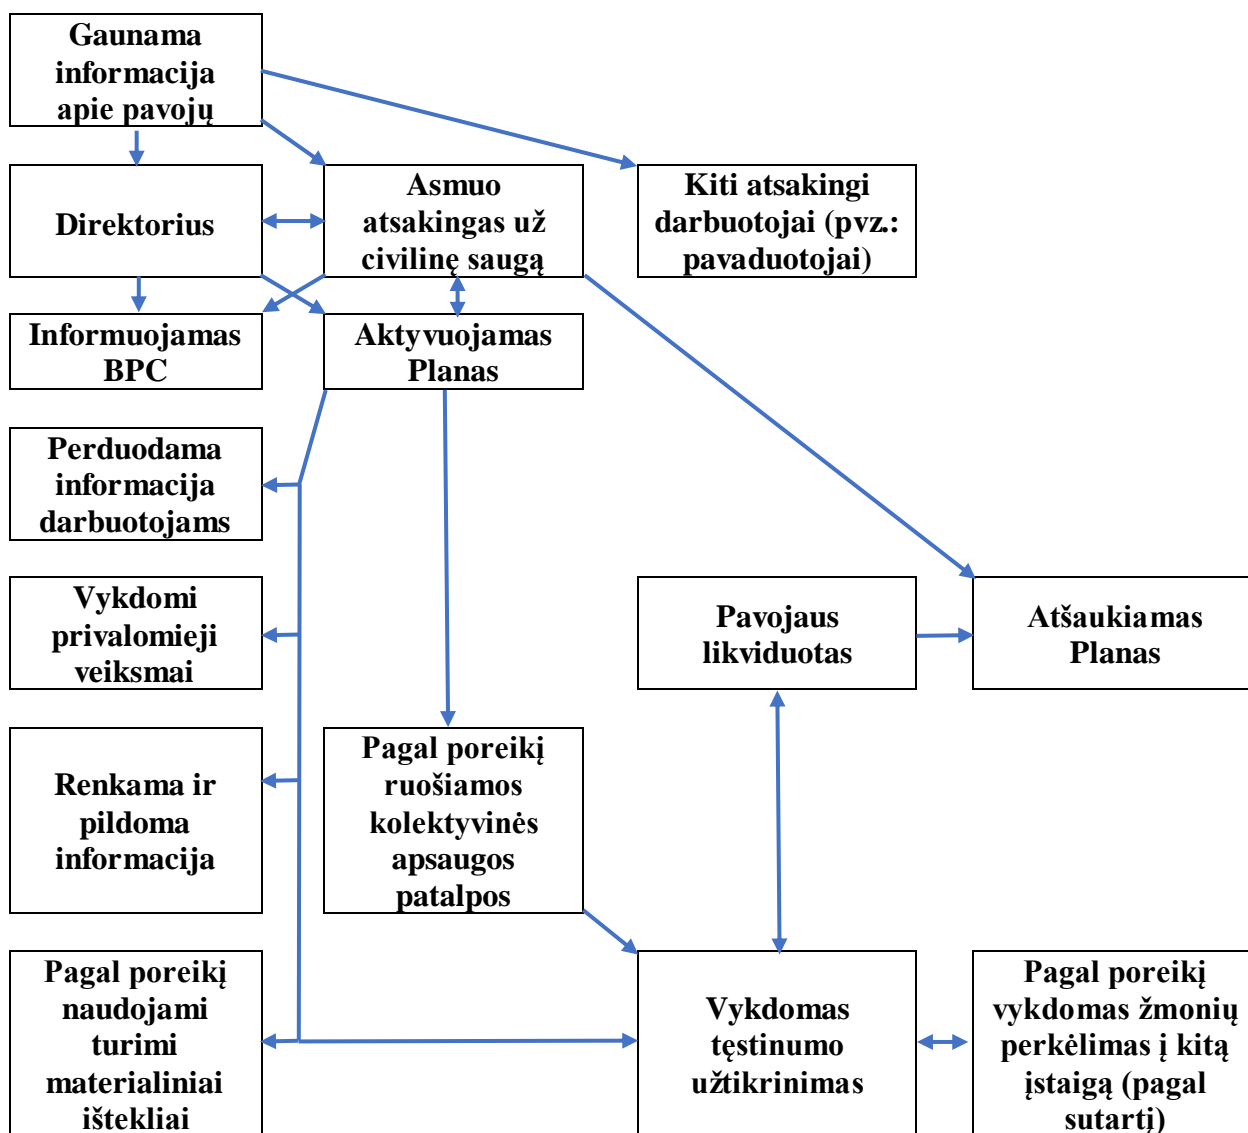 Gaunama
informacija
apie pavojų
Direktorius
Asmuo
atsakingas už
civilinę saugą
Kiti atsakingi
darbuotojai (pvz.:
pavaduotojai)
Informuojamas
BPC
Aktyvuojamas
Planas
Perduodama
informacija
darbuotojams
Vykdomi
privalomieji
veiksmai
Pavojaus
likviduotas
Atšaukiamas
Planas
Renkama ir
pildoma
informacija
Pagal poreikį
ruošiamos
kolektyvinės
apsaugos
patalpos
Pagal poreikį
naudojami
turimi
materialiniai
ištekliai
Vykdomas
tęstinumo
užtikrinimas
Pagal poreikį
vykdomas žmonių
perkėlimas į kitą
įstaigą (pagal
sutartį)